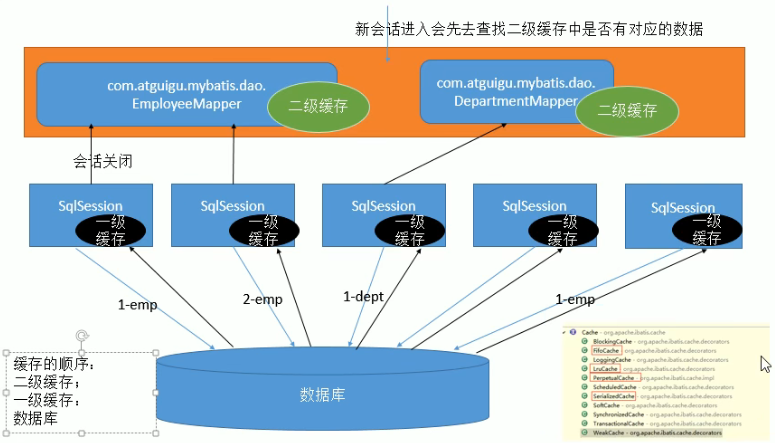 新会话进入会先去查找二级缓存中是否有对应的数据
com.atguigu.mybatis.dao.
EmployeeMapper
二级缓存
com.atguigu.mybatis.dao.
DepartmentMapper
二级缓存
会话关闭
SqlSession
一级
缓存
SqlSession
一级
缓存
SqlSession
一级
缓存
SqlSession
一级
缓存
SqlSession
一级
缓存
1-emp
2-emp
1-dept
1-emp
缓存的顺序：
二级缓存；
一级缓存：
数据库
数据库
Cache - org.apache.ibatis.cache
BlockingCache - org.apache.ibatis.cache.decorators
FifoCache - org.apache.ibatis.cache.decorators
LoggingCache - org.apache.ibatis.cache.decorators
LruCache - org.apache.ibatis.cache.decorators
PerpetualCache - org.apache.ibatis.cache.impl
ScheduledCache - org.apache.ibatis.cache.decorators
SerializedCache - org.apache.ibatis.cache.decorators
SoftCache - org.apache.ibatis.cache.decorators
SynchronizedCache - org.apache.ibatis.cache.decorators
TransactionalCache - org.apache.ibatis.cache.decorators
WeakCache - org.apache.ibatis.cache.decorators